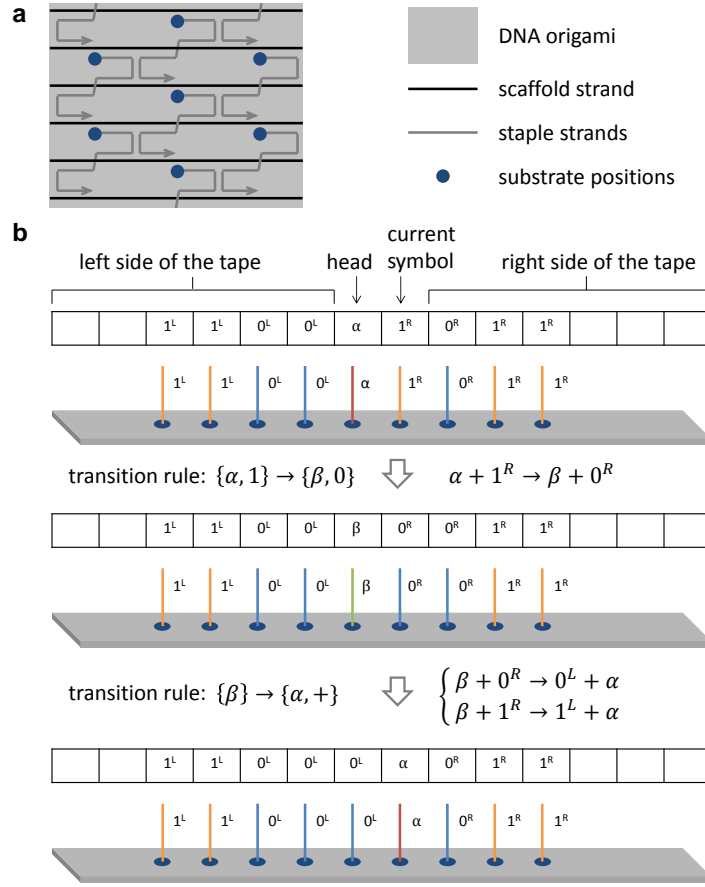 a
DNA origami
scaffold strand
staple strands
substrate positions
b
left side of the tape
head
current
symbol
right side of the tape
1ᴸ 1ᴸ 0ᴸ 0ᴸ α 1ᴿ 0ᴿ 1ᴿ 1ᴿ
1ᴸ 1ᴸ 0ᴸ 0ᴸ α 1ᴿ 0ᴿ 1ᴿ 1ᴿ
transition rule: {α, 1} → {β, 0} α + 1ᴿ → β + 0ᴿ
1ᴸ 1ᴸ 0ᴸ 0ᴸ β 0ᴿ 0ᴿ 1ᴿ 1ᴿ
1ᴸ 1ᴸ 0ᴸ 0ᴸ β 0ᴿ 0ᴿ 1ᴿ 1ᴿ
transition rule: {β} → {α, +}
β + 0ᴿ → 0ᴸ + α
β + 1ᴿ → 1ᴸ + α
1ᴸ 1ᴸ 0ᴸ 0ᴸ 0ᴸ α 0ᴿ 1ᴿ 1ᴿ
1ᴸ 1ᴸ 0ᴸ 0ᴸ 0ᴸ α 0ᴿ 1ᴿ 1ᴿ